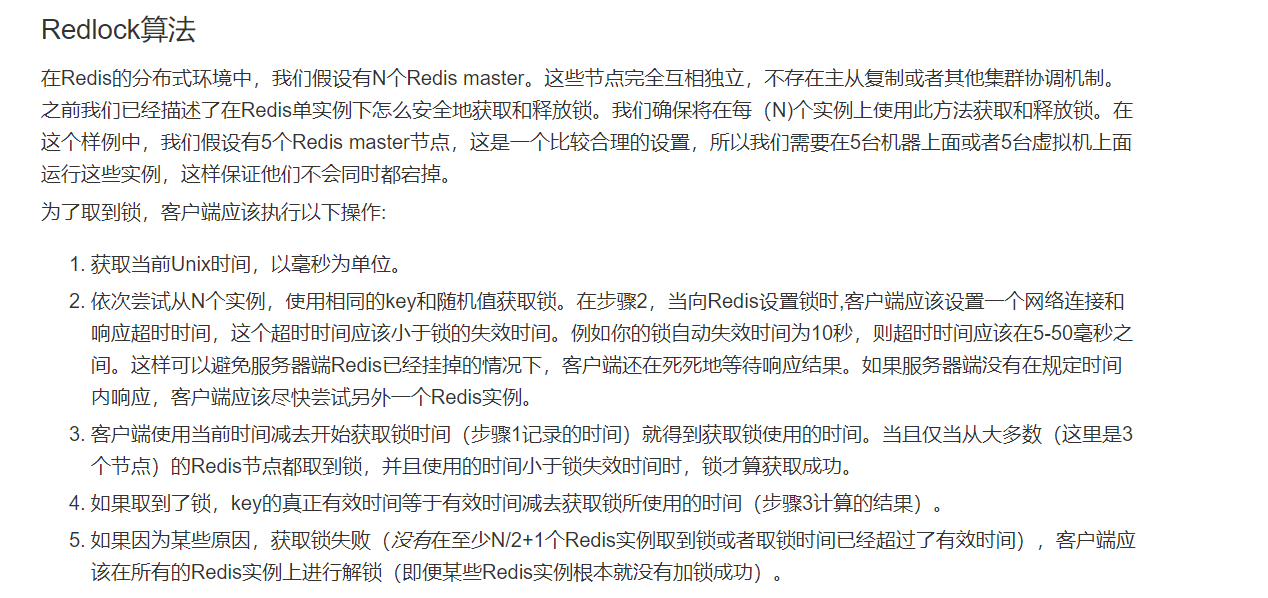 Redlock算法
在Redis的分布式环境中，我们假设有N个Redis master。这些节点完全互相独立，不存在主从复制或者其他集群协调机制。
之前我们已经描述了在Redis单实例下怎么安全地获取和释放锁。我们确保将在每（N)个实例上使用此方法获取和释放锁。在
这个样例中，我们假设有5个Redis master节点，这是一个比较合理的设置，所以我们需要在5台机器上面或者5台虚拟机上面
运行这些实例，这样保证他们不会同时都宕掉。
为了取到锁，客户端应该执行以下操作:
1. 获取当前Unix时间，以毫秒为单位。
2. 依次尝试从N个实例，使用相同的key和随机值获取锁。在步骤2，当向Redis设置锁时,客户端应该设置一个网络连接和
响应超时时间，这个超时时间应该小于锁的失效时间。例如你的锁自动失效时间为10秒，则超时时间应该在5-50毫秒之
间。这样可以避免服务器端Redis已经挂掉的情况下，客户端还在死死地等待响应结果。如果服务器端没有在规定时间
内响应，客户端应该尽快尝试另外一个Redis实例。
3. 客户端使用当前时间减去开始获取锁时间（步骤1记录的时间）就得到获取锁使用的时间。当且仅当从大多数（这里是3
个节点）的Redis节点都取到锁，并且使用的时间小于锁失效时间时，锁才算获取成功。
4. 如果取到了锁，key的真正有效时间等于有效时间减去获取锁所使用的时间（步骤3计算的结果）。
5. 如果因为某些原因，获取锁失败（没有在至少N/2+1个Redis实例取到锁或者取锁时间已经超过了有效时间），客户端应
该在所有的Redis实例上进行解锁（即便某些Redis实例根本就没有加锁成功）。